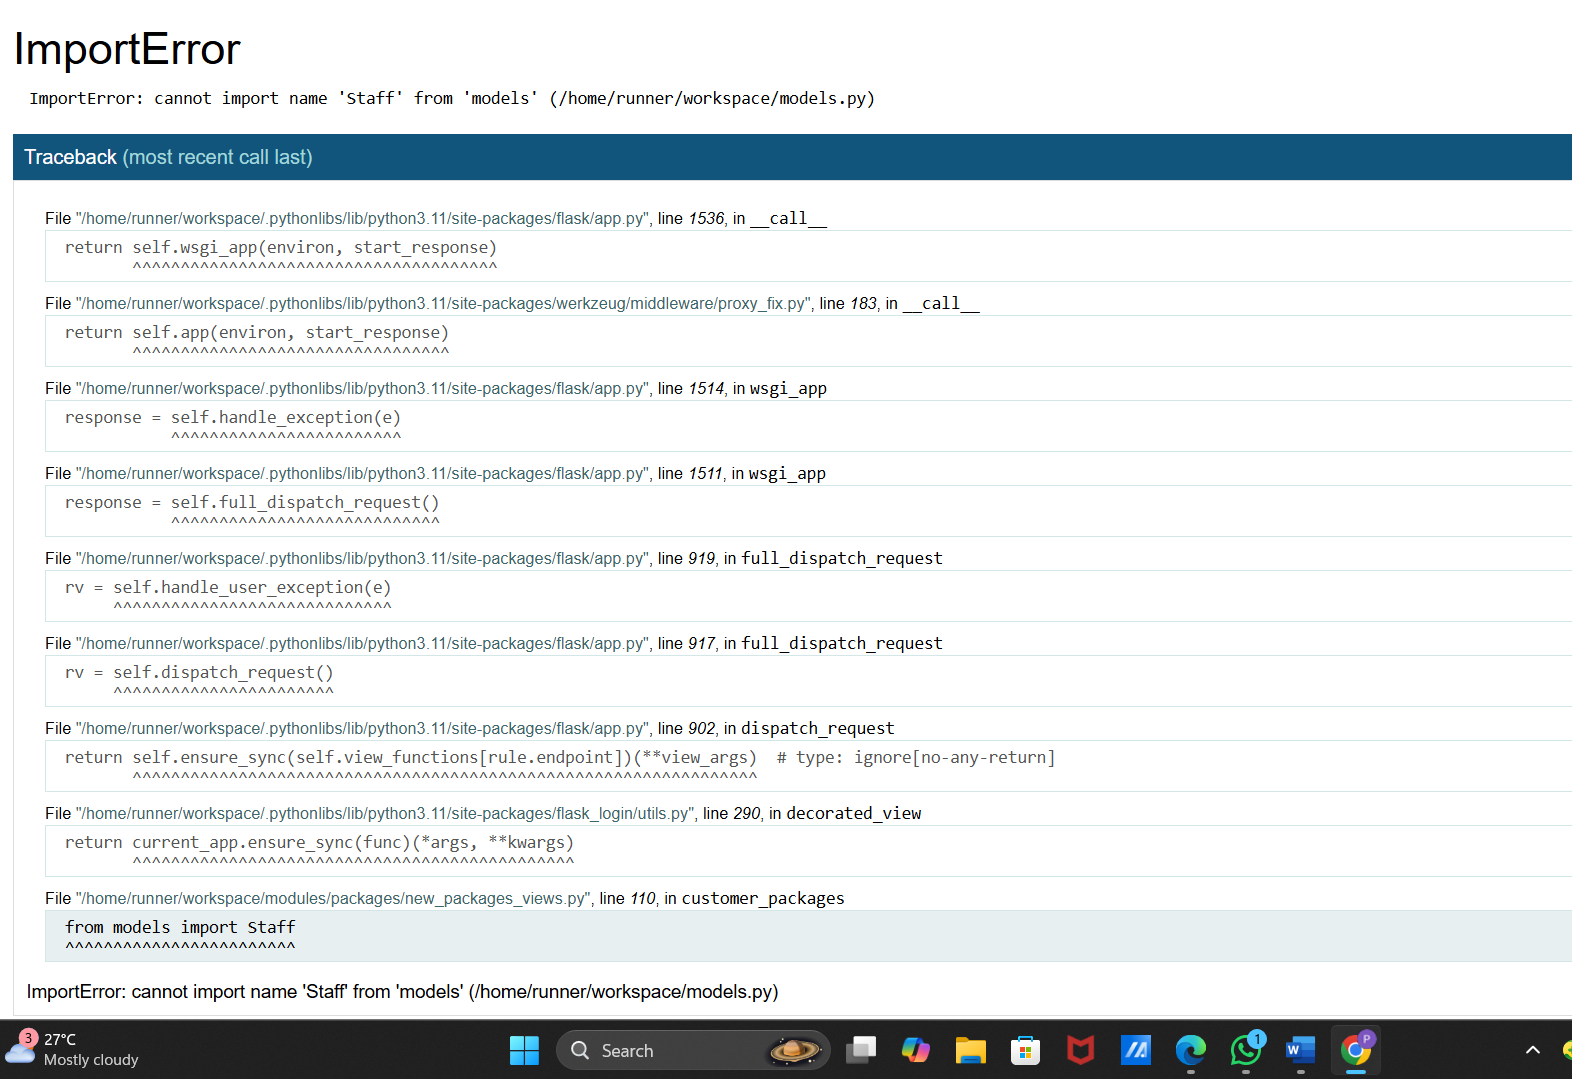 ImportError
ImportError: cannot import name 'Staff' from 'models' (/home/runner/workspace/models.py)
Traceback (most recent call last)
File "/home/runner/workspace/.pythonlibs/lib/python3.11/site-packages/flask/app.py", line 1536, in __call__
return self.wsgi_app(environ, start_response)
^^^^^^^^^^^^^^^^^^^^^^^^^^^^^^^^^^^^^^
File "/home/runner/workspace/.pythonlibs/lib/python3.11/site-packages/werkzeug/middleware/proxy_fix.py", line 183, in __call__
return self.app(environ, start_response)
^^^^^^^^^^^^^^^^^^^^^^^^^^^^^^^^^
File "/home/runner/workspace/.pythonlibs/lib/python3.11/site-packages/flask/app.py", line 1514, in wsgi_app
response = self.handle_exception(e)
^^^^^^^^^^^^^^^^^^^^^^^^
File "/home/runner/workspace/.pythonlibs/lib/python3.11/site-packages/flask/app.py", line 1511, in wsgi_app
response = self.full_dispatch_request()
^^^^^^^^^^^^^^^^^^^^^^^^^^^^
File "/home/runner/workspace/.pythonlibs/lib/python3.11/site-packages/flask/app.py", line 919, in full_dispatch_request
rv = self.handle_user_exception(e)
^^^^^^^^^^^^^^^^^^^^^^^^^^^^^
File "/home/runner/workspace/.pythonlibs/lib/python3.11/site-packages/flask/app.py", line 917, in full_dispatch_request
rv = self.dispatch_request()
^^^^^^^^^^^^^^^^^^^^^^^
File "/home/runner/workspace/.pythonlibs/lib/python3.11/site-packages/flask/app.py", line 902, in dispatch_request
return self.ensure_sync(self.view_functions[rule.endpoint])(**view_args)  # type: ignore[no-any-return]
^^^^^^^^^^^^^^^^^^^^^^^^^^^^^^^^^^^^^^^^^^^^^^^^^^^^^^^^^^^^^^^^^
File "/home/runner/workspace/.pythonlibs/lib/python3.11/site-packages/flask_login/utils.py", line 290, in decorated_view
return current_app.ensure_sync(func)(*args, **kwargs)
^^^^^^^^^^^^^^^^^^^^^^^^^^^^^^^^^^^^^^^^^^^^^^
File "/home/runner/workspace/modules/packages/new_packages_views.py", line 110, in customer_packages
from models import Staff
^^^^^^^^^^^^^^^^^^^^^^^^
ImportError: cannot import name 'Staff' from 'models' (/home/runner/workspace/models.py)
3
27°C
Mostly cloudy
Search
1
W
P